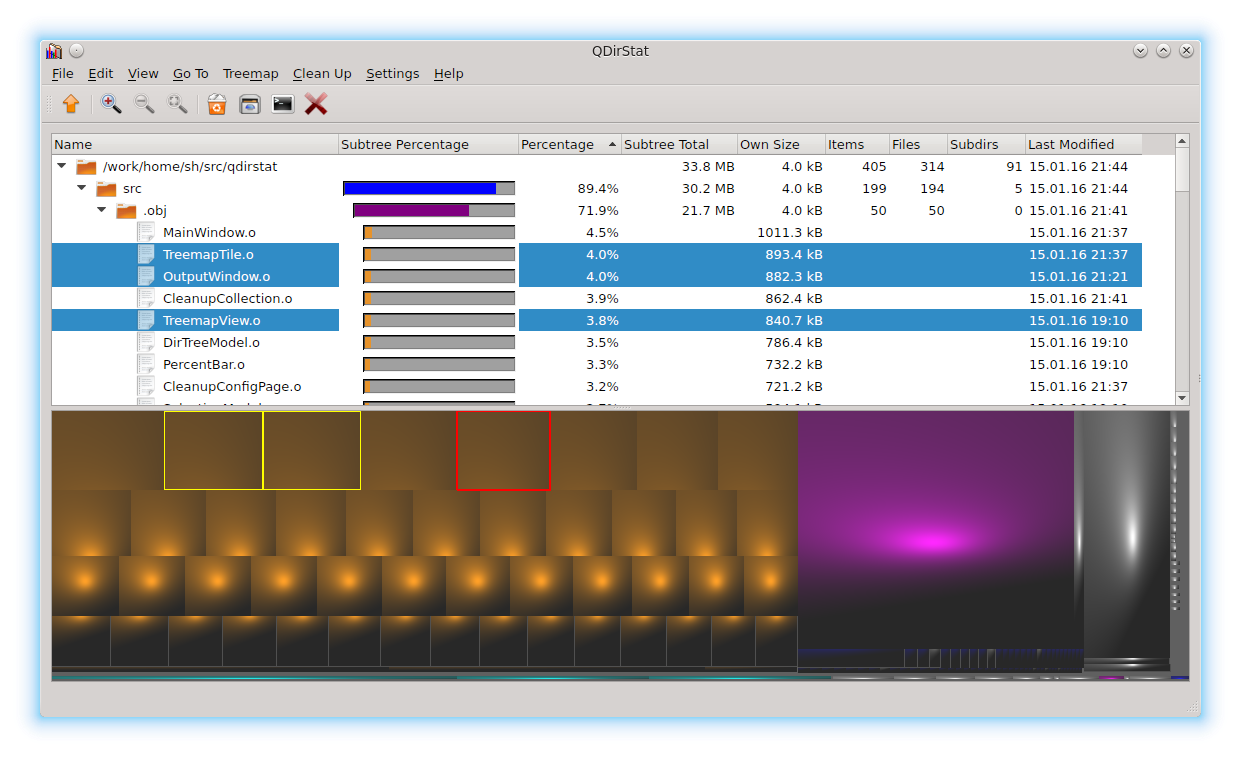 QDirStat
File Edit View Go To Treemap Clean Up Settings Help
Name Subtree Percentage Percentage Subtree Total Own Size Items Files Subdirs Last Modified
/work/home/sh/src/qdirstat 33.8 MB 4.0 kB 405 314 91 15.01.16 21:44
src 89.4% 30.2 MB 4.0 kB 199 194 5 15.01.16 21:44
.obj 71.9% 21.7 MB 4.0 kB 50 50 0 15.01.16 21:41
MainWindow.o 4.5% 1011.3 kB 15.01.16 21:37
TreemapTile.o 4.0% 893.4 kB 15.01.16 21:37
OutputWindow.o 4.0% 882.3 kB 15.01.16 21:21
CleanupCollection.o 3.9% 862.4 kB 15.01.16 21:41
TreemapView.o 3.8% 840.7 kB 15.01.16 19:10
DirTreeModel.o 3.5% 786.4 kB 15.01.16 19:10
PercentBar.o 3.3% 732.2 kB 15.01.16 19:10
CleanupConfigPage.o 3.2% 721.2 kB 15.01.16 21:37